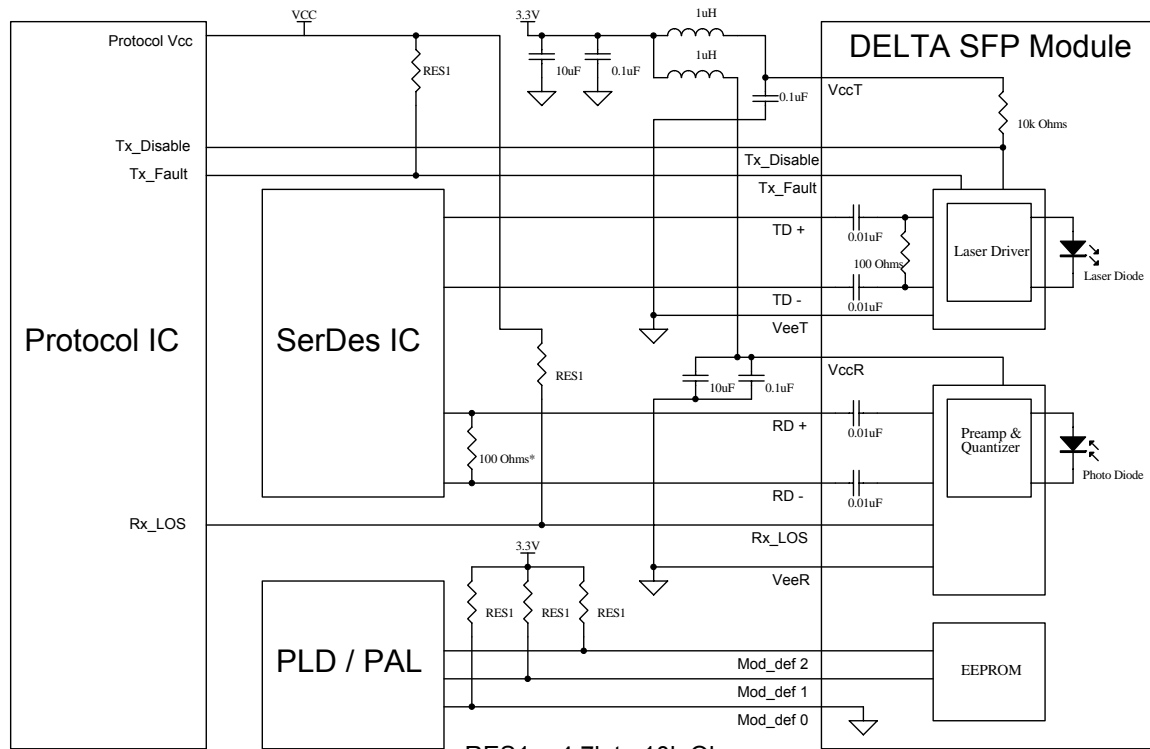 VCC
3.3V
1uH
Protocol Vcc
DELTA SFP Module
1uH
RES1
10uF
0.1uF
VccT
0.1uF
10k Ohms
Tx_Disable
Tx_Disable
Tx_Fault
Tx_Fault
TD +
0.01uF
Laser Driver
100 Ohms
Laser Diode
TD -
0.01uF
VeeT
Protocol IC
SerDes IC
RES1
VccR
10uF
0.1uF
RD +
0.01uF
Preamp &
Quantizer
100 Ohms*
Photo Diode
RD -
0.01uF
Rx_LOS
Rx_LOS
3.3V
VeeR
RES1
RES1
RES1
PLD / PAL
Mod_def 2
EEPROM
Mod_def 1
Mod_def 0